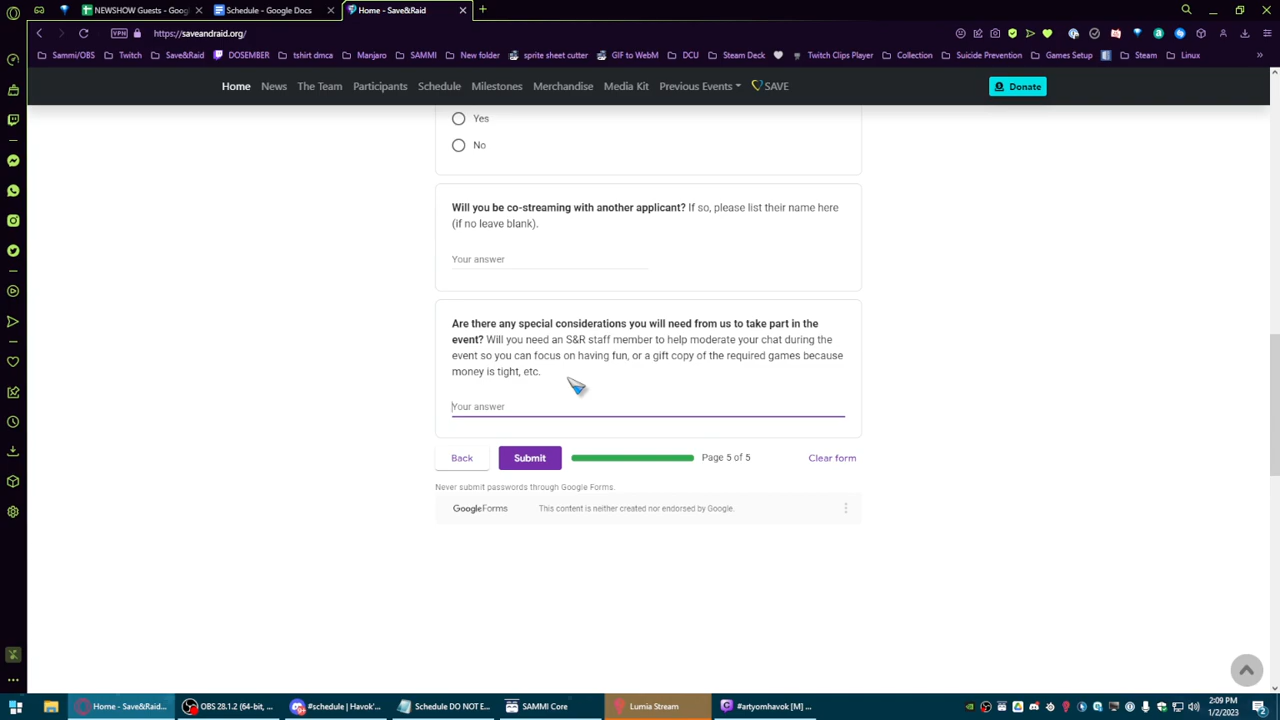 NEWSHOW Guests - Goog
Schedule - Google Docs
Home - Save&Raid
VPN
https://saveandraid.org/
Sammi/OBS
Twitch
Save&Raid
DOSEMBER
tshirt dmca
Manjaro
SAMMI
New folder
sprite sheet cutter
GIF to WebM
DCU
Steam Deck
Twitch Clips Player
Collection
Suicide Prevention
Games Setup
Steam
Linux
Home
News
The Team
Participants
Schedule
Milestones
Merchandise
Media Kit
Previous Events
SAVE
Donate
Yes
No
Will you be co-streaming with another applicant? If so, please list their name here
(if no leave blank).
Your answer
Are there any special considerations you will need from us to take part in the
event? Will you need an S&R staff member to help moderate your chat during the
event so you can focus on having fun, or a gift copy of the required games because
money is tight, etc.
Your answer
Back
Submit
Page 5 of 5
Clear form
Never submit passwords through Google Forms.
GoogleForms
This content is neither created nor endorsed by Google.
Home - Save&Raid...
OBS 28.1.2 (64-bit, ...
#schedule | Havok'...
Schedule DO NOT E...
SAMMI Core
Lumia Stream
#artyomhavok [M] ...
2:09 PM
1/2/2023